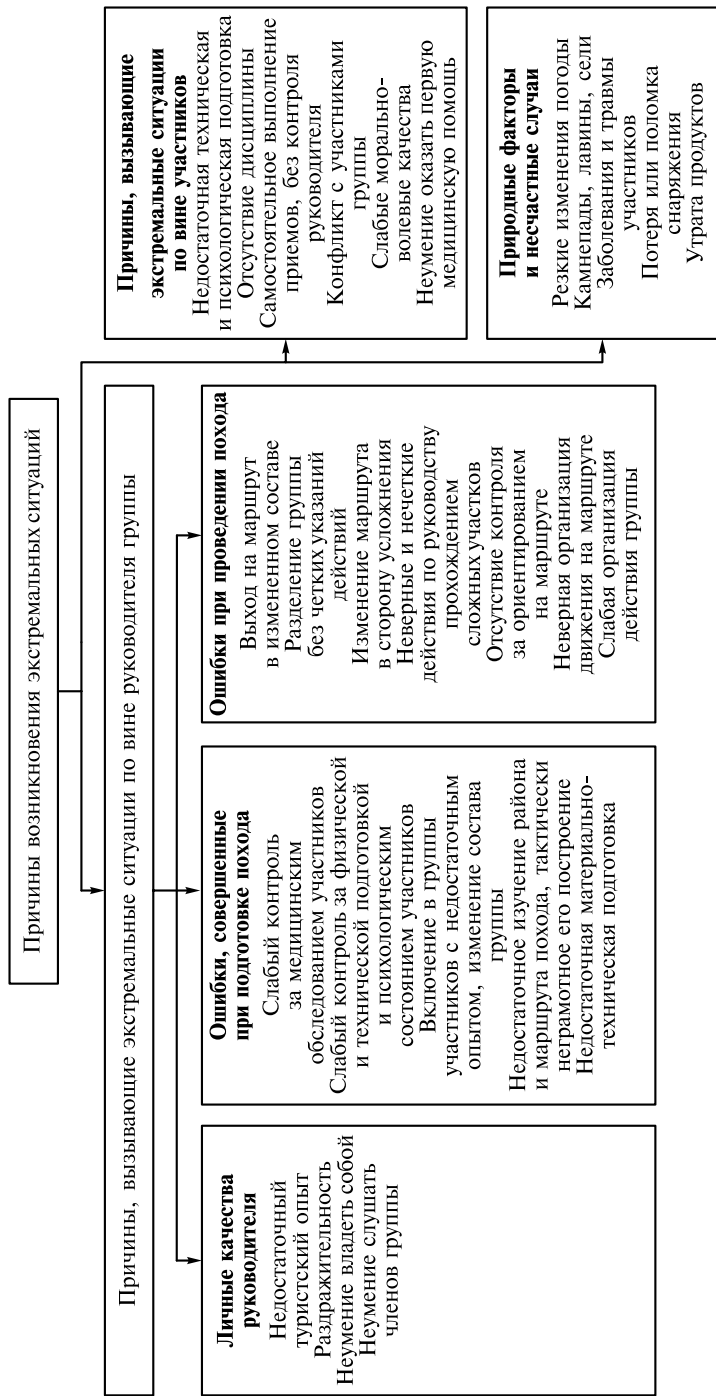 Причины возникновения экстремальных ситуаций
Причины, вызывающие экстремальные ситуации по вине руководителя группы
Личные качества
руководителя
Недостаточный
туристский опыт
Раздражительность
Неумение владеть собой
Неумение слушать
членов группы
Ошибки, совершенные
при подготовке похода
Слабый контроль
за медицинским
обследованием участников
Слабый контроль за физической
и технической подготовкой
и психологическим
состоянием участников
Включение в группы
участников с недостаточным
опытом, изменение состава
группы
Недостаточное изучение района
и маршрута похода, тактически
неграмотное его построение
Недостаточная материально-
техническая подготовка
Ошибки при проведении похода
Выход на маршрут
в измененном составе
Разделение группы
без четких указаний
действий
Изменение маршрута
в сторону усложнения
Неверные и нечеткие
действия по руководству
прохождением
сложных участков
Отсутствие контроля
за ориентированием
на маршруте
Неверная организация
движения на маршруте
Слабая организация
действия группы
Причины, вызывающие
экстремальные ситуации
по вине участников
Недостаточная техническая
и психологическая подготовка
Отсутствие дисциплины
Самостоятельное выполнение
приемов, без контроля
руководителя
Конфликт с участниками
группы
Слабые морально-
волевые качества
Неумение оказать первую
медицинскую помощь
Природные факторы
и несчастные случаи
Резкие изменения погоды
Камнепады, лавины, сели
Заболевания и травмы
участников
Потеря или поломка
снаряжения
Утрата продуктов